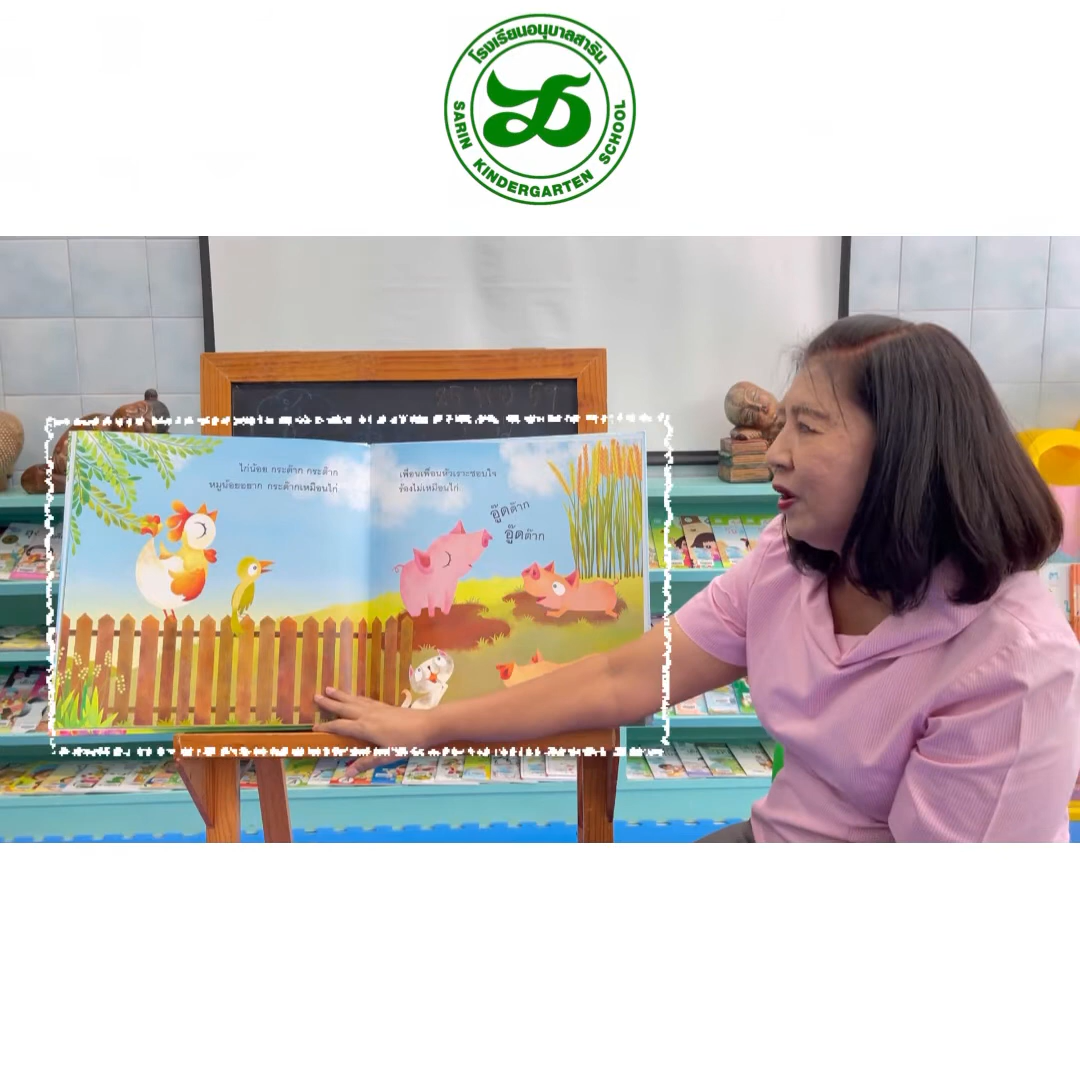 โรงเรียนอนุบาลสาริน
SARIN KINDERGARTEN SCHOOL
ไก่น้อย กระต๊าก กระต๊าก
หมูน้อยอยาก กระต๊ากเหมือนไก่
เพื่อนเพื่อนหัวเราะชอบใจ
ร้องไม่เหมือนไก่
อู๊ดต๊าก
อู๊ดต๊าก